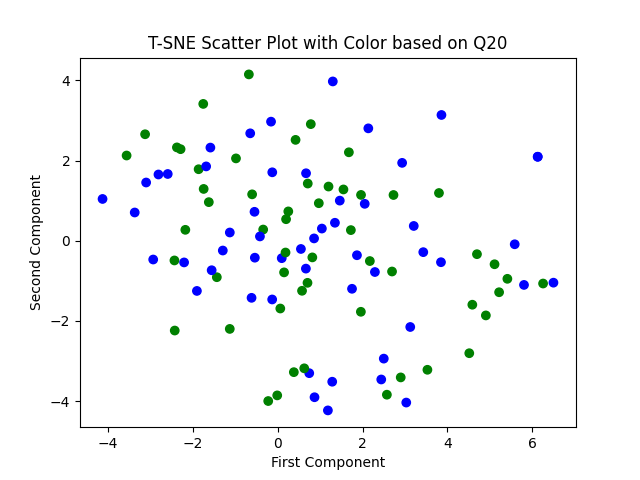 T-SNE Scatter Plot with Color based on Q20
4
2
0
−2
−4
Second Component
−4 −2 0 2 4 6
First Component